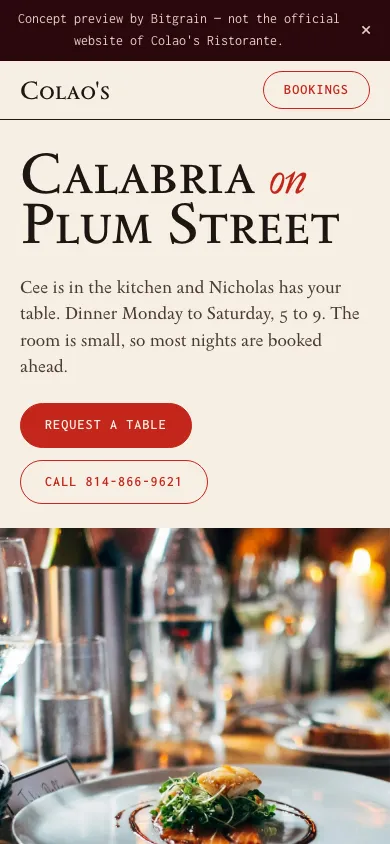 Concept preview by Bitgrain — not the official
website of Colao's Ristorante.
×
Colao's
BOOKINGS
Calabria on
Plum Street
Cee is in the kitchen and Nicholas has your
table. Dinner Monday to Saturday, 5 to 9. The
room is small, so most nights are booked
ahead.
REQUEST A TABLE
CALL 814-866-9621